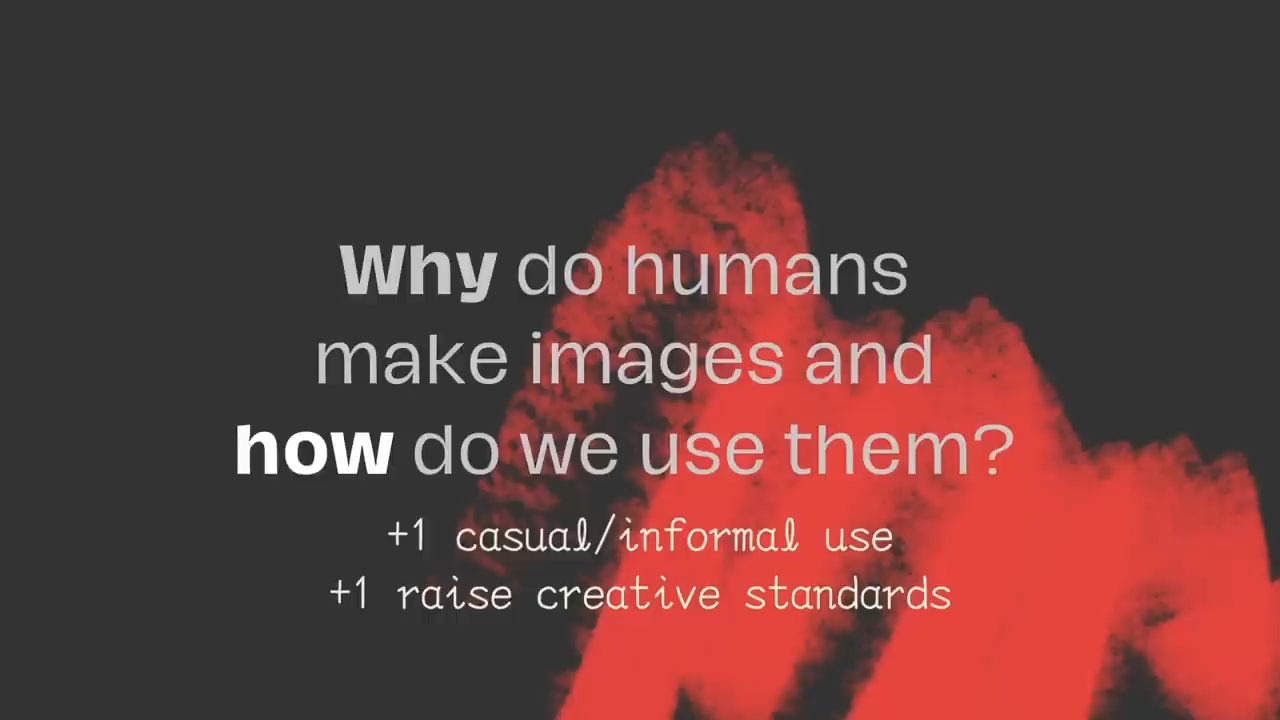 Why do humans
make images and
how do we use them?
+1 casual/informal use
+1 raise creative standards